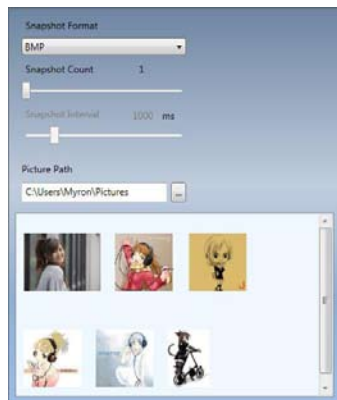 Snapshot Format
BMP
Snapshot Count 1
Snapshot Interval 1000 ms
Picture Path
C:\Users\Myron\Pictures
...